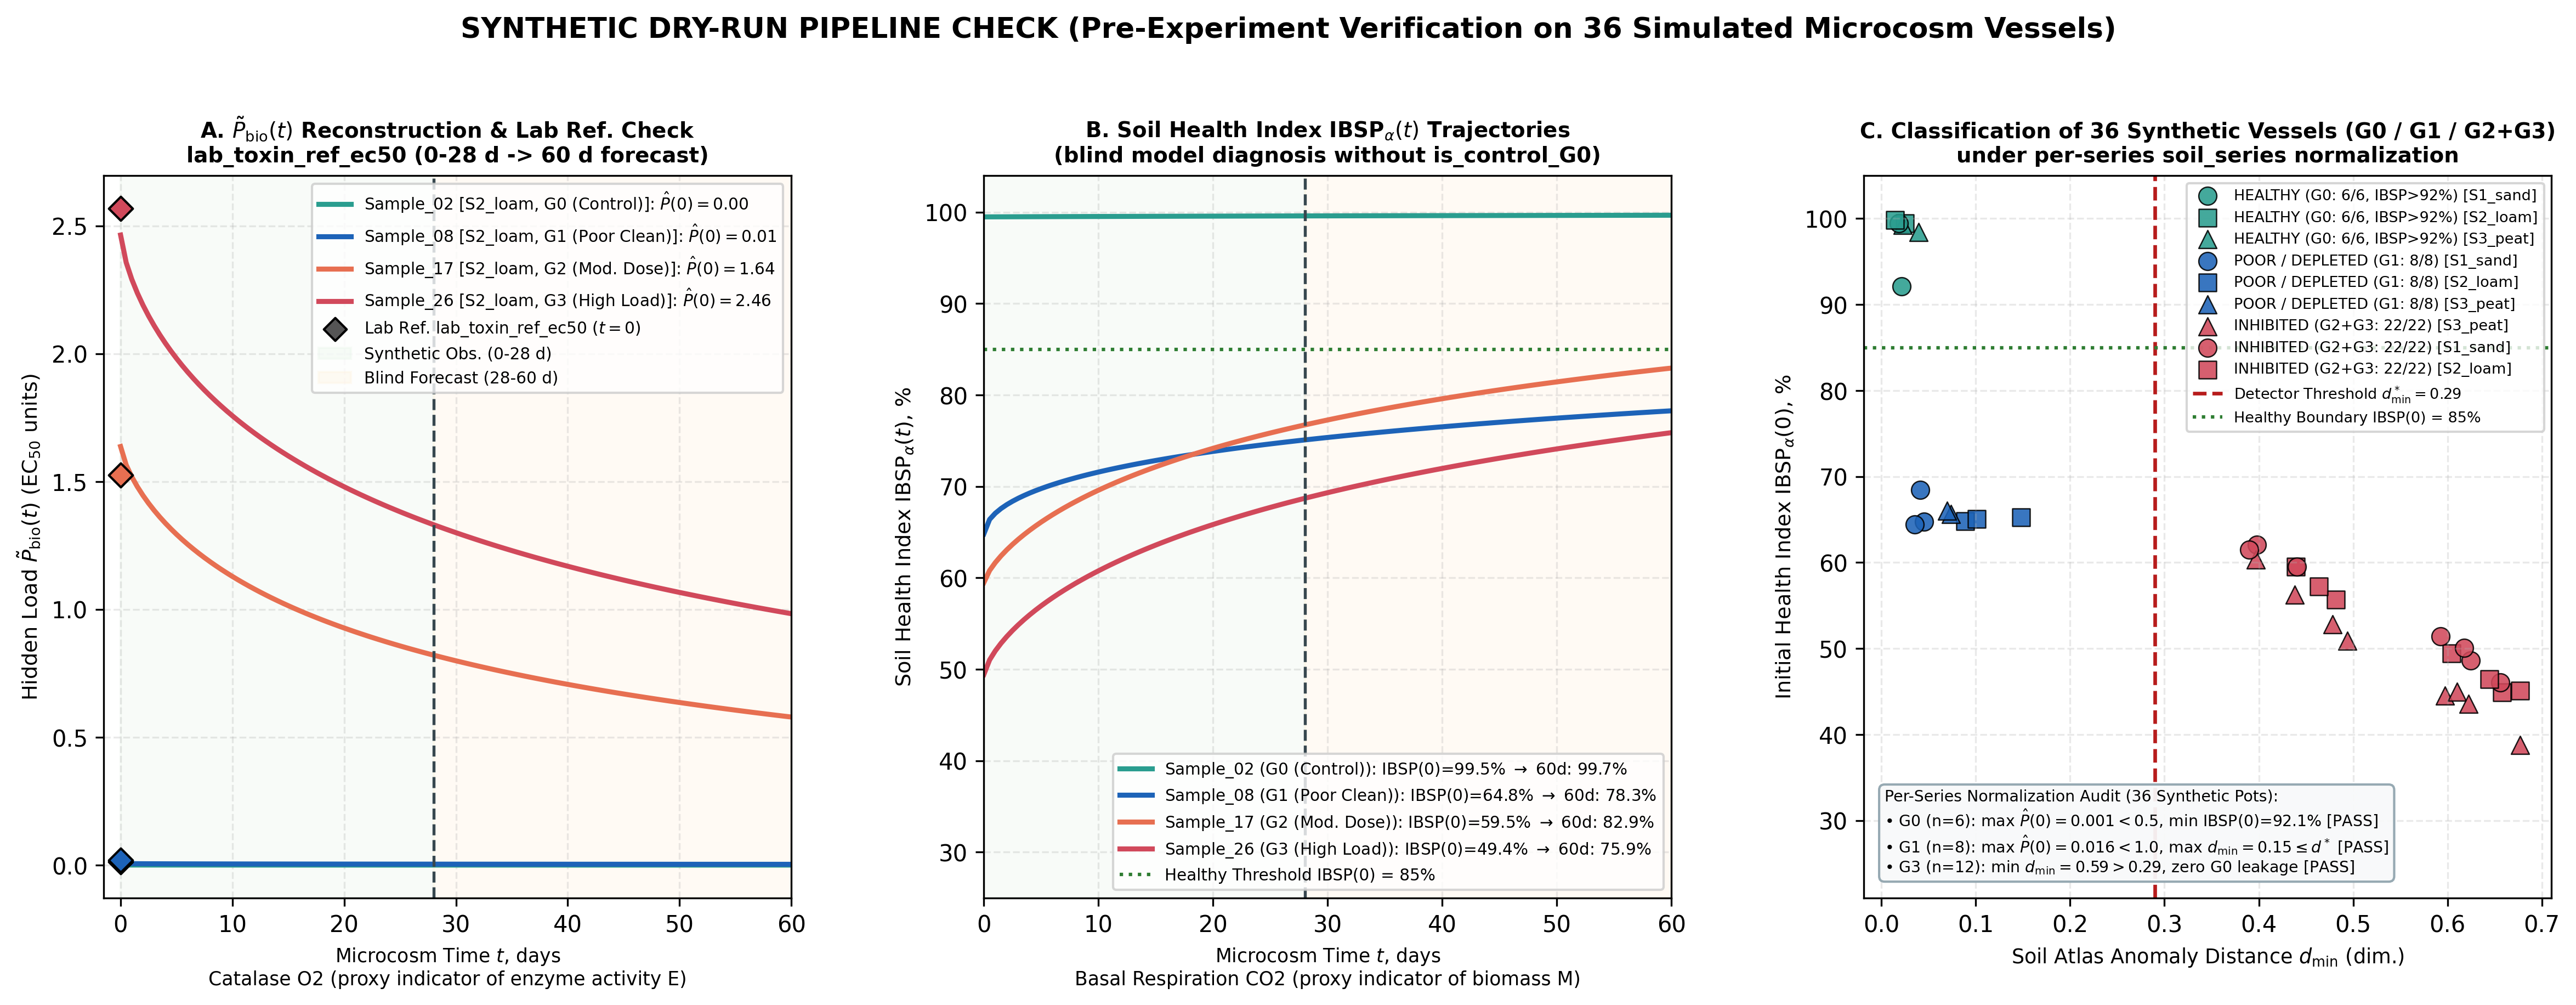 SYNTHETIC DRY-RUN PIPELINE CHECK (Pre-Experiment Verification on 36 Simulated Microcosm Vessels)
A. P̃_bio(t) Reconstruction & Lab Ref. Check
lab_toxin_ref_ec50 (0-28 d -> 60 d forecast)
Hidden Load P̃_bio(t) (EC₅₀ units)
2.5
2.0
1.5
1.0
0.5
0.0
Sample_02 [S2_loam, G0 (Control)]: P̂(0) = 0.00
Sample_08 [S2_loam, G1 (Poor Clean)]: P̂(0) = 0.01
Sample_17 [S2_loam, G2 (Mod. Dose)]: P̂(0) = 1.64
Sample_26 [S2_loam, G3 (High Load)]: P̂(0) = 2.46
Lab Ref. lab_toxin_ref_ec50 (t = 0)
Synthetic Obs. (0-28 d)
Blind Forecast (28-60 d)
0 10 20 30 40 50 60
Microcosm Time t, days
Catalase O2 (proxy indicator of enzyme activity E)
B. Soil Health Index IBSP_α(t) Trajectories
(blind model diagnosis without is_control_G0)
Soil Health Index IBSP_α(t), %
100
90
80
70
60
50
40
30
Sample_02 (G0 (Control)): IBSP(0)=99.5% → 60d: 99.7%
Sample_08 (G1 (Poor Clean)): IBSP(0)=64.8% → 60d: 78.3%
Sample_17 (G2 (Mod. Dose)): IBSP(0)=59.5% → 60d: 82.9%
Sample_26 (G3 (High Load)): IBSP(0)=49.4% → 60d: 75.9%
Healthy Threshold IBSP(0) = 85%
0 10 20 30 40 50 60
Microcosm Time t, days
Basal Respiration CO2 (proxy indicator of biomass M)
C. Classification of 36 Synthetic Vessels (G0 / G1 / G2+G3)
under per-series soil_series normalization
Initial Health Index IBSP_α(0), %
100
90
80
70
60
50
40
30
HEALTHY (G0: 6/6, IBSP>92%) [S1_sand]
HEALTHY (G0: 6/6, IBSP>92%) [S2_loam]
HEALTHY (G0: 6/6, IBSP>92%) [S3_peat]
POOR / DEPLETED (G1: 8/8) [S1_sand]
POOR / DEPLETED (G1: 8/8) [S2_loam]
POOR / DEPLETED (G1: 8/8) [S3_peat]
INHIBITED (G2+G3: 22/22) [S3_peat]
INHIBITED (G2+G3: 22/22) [S1_sand]
INHIBITED (G2+G3: 22/22) [S2_loam]
Detector Threshold d*_min = 0.29
Healthy Boundary IBSP(0) = 85%
Per-Series Normalization Audit (36 Synthetic Pots):
• G0 (n=6): max P̂(0) = 0.001 < 0.5, min IBSP(0)=92.1% [PASS]
• G1 (n=8): max P̂(0) = 0.016 < 1.0, max d_min = 0.15 ≤ d* [PASS]
• G3 (n=12): min d_min = 0.59 > 0.29, zero G0 leakage [PASS]
0.0 0.1 0.2 0.3 0.4 0.5 0.6 0.7
Soil Atlas Anomaly Distance d_min (dim.)